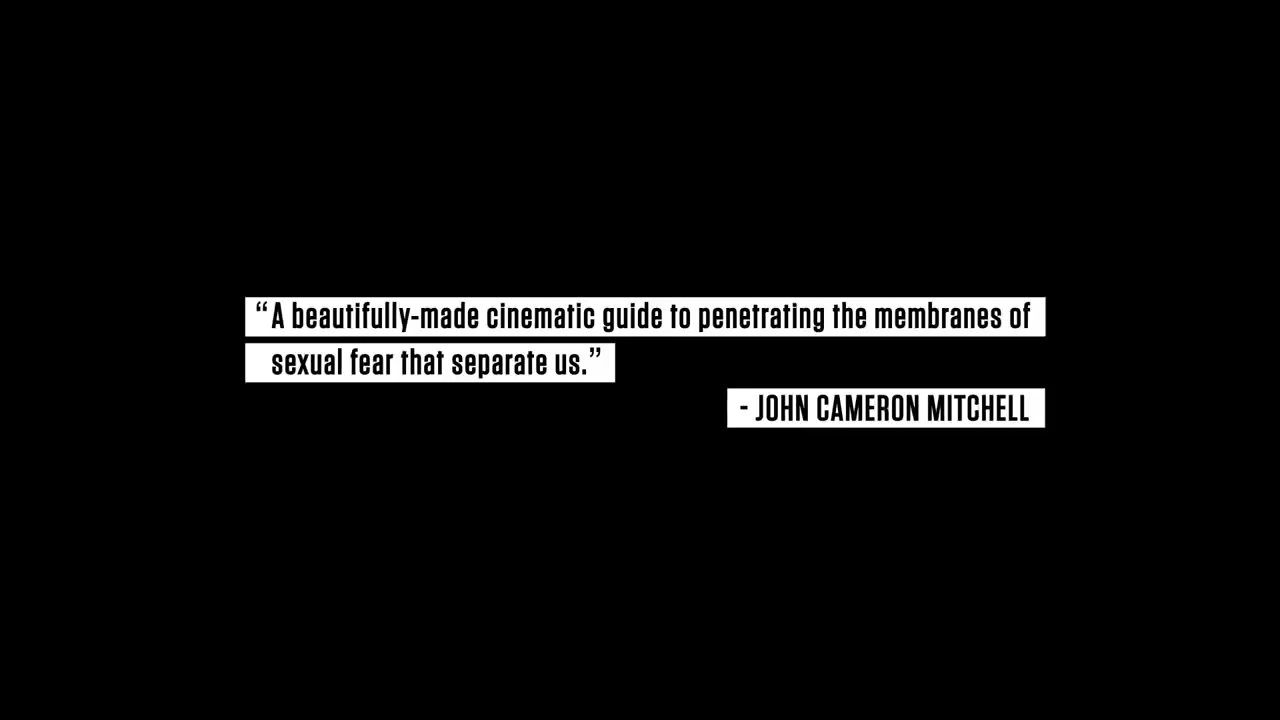 “A beautifully-made cinematic guide to penetrating the membranes of
sexual fear that separate us.”
- JOHN CAMERON MITCHELL